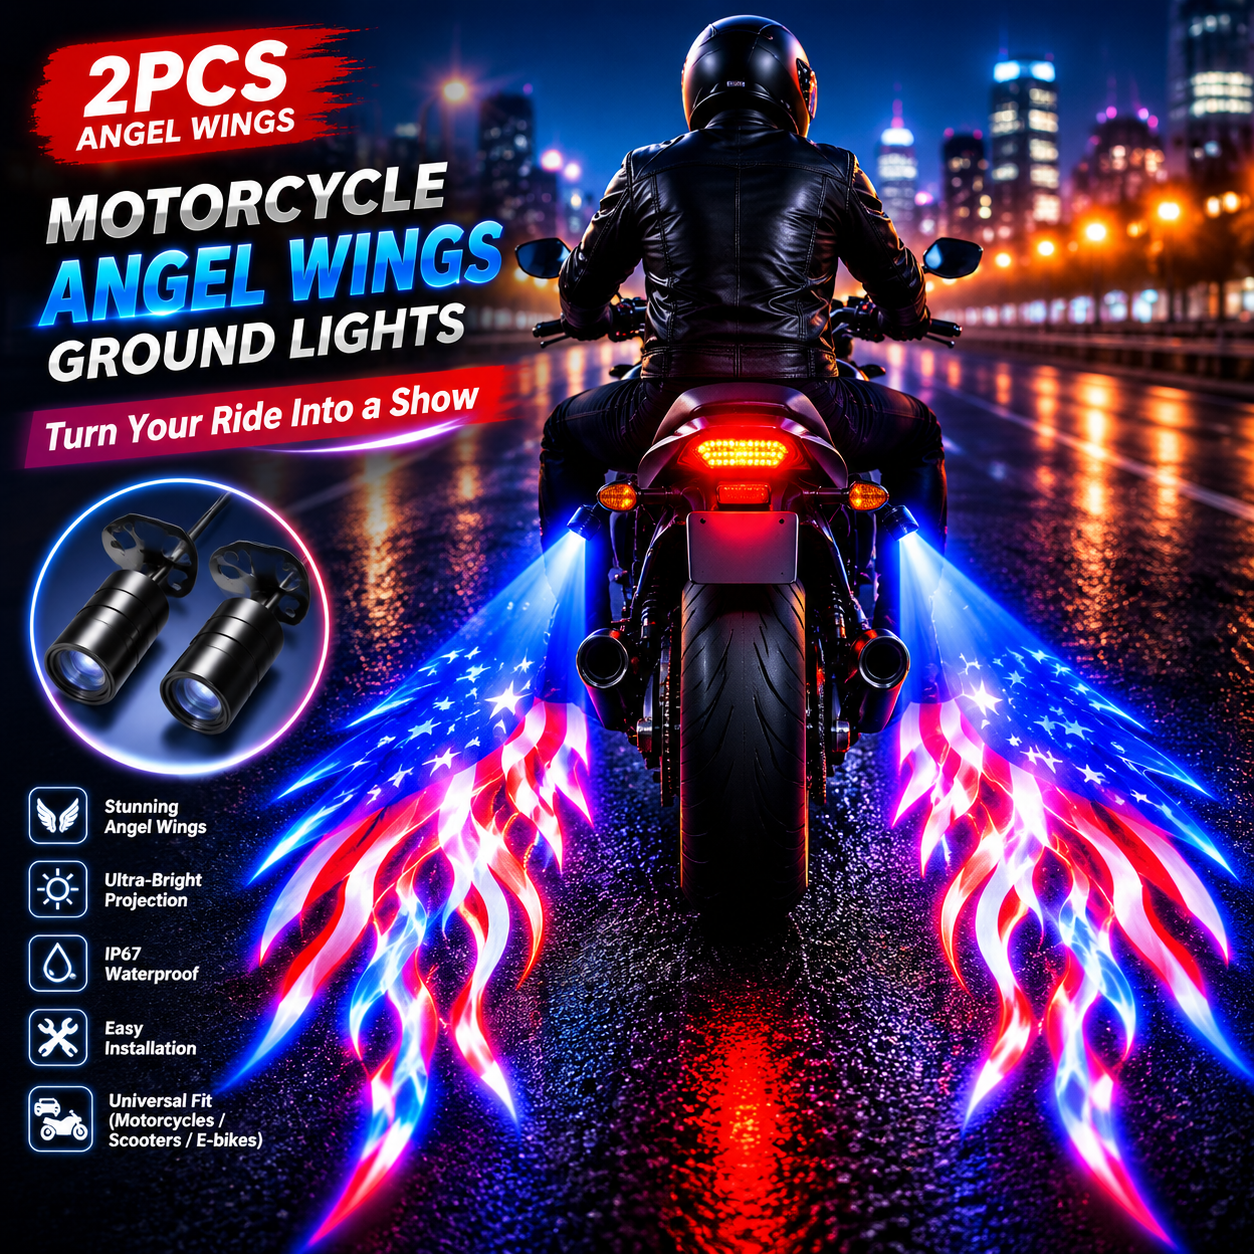 2PCS
ANGEL WINGS
MOTORCYCLE
ANGEL WINGS
GROUND LIGHTS
Turn Your Ride Into a Show
Stunning
Angel Wings
Ultra-Bright
Projection
IP67
Waterproof
Easy
Installation
Universal Fit
(Motorcycles /
Scooters / E-bikes)